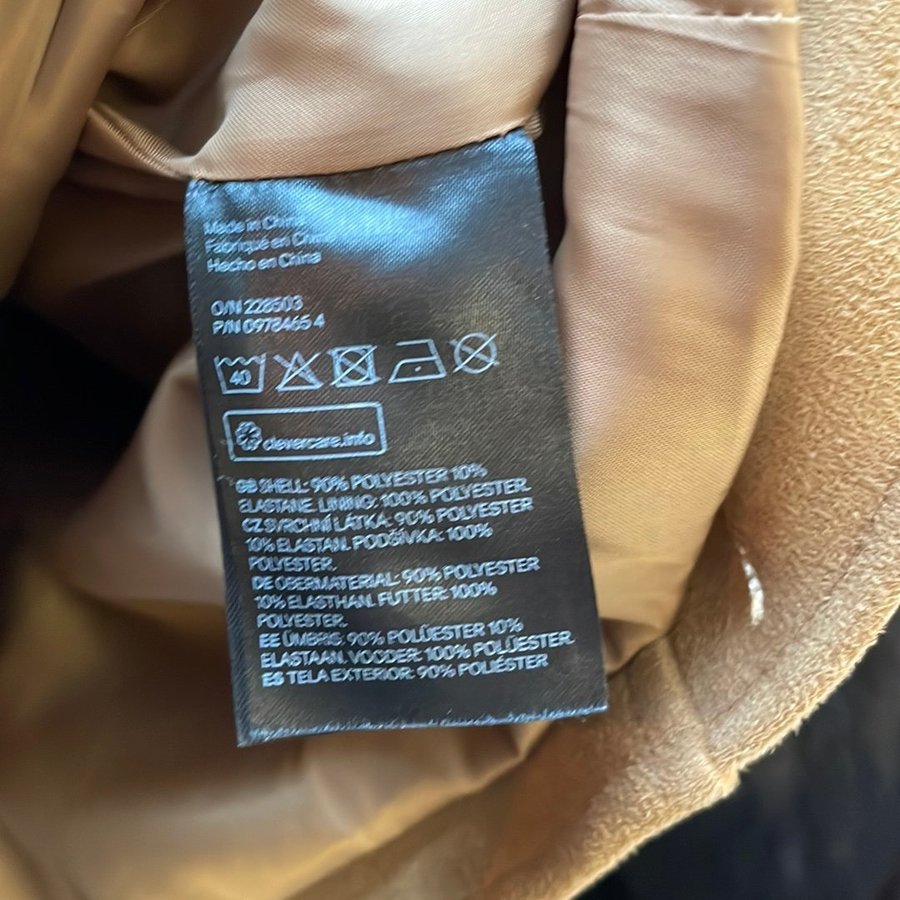 Made in China
Fabriqué en Chi
Hecho en China
O/N 228503
P/N 0978465 4
40
clevercare.info
GB SHELL: 90% POLYESTER 10%
ELASTANE. LINING: 100% POLYESTER.
CZ SVRCHNÍ LÁTKA: 90% POLYESTER
10% ELASTAN. PODŠÍVKA: 100%
POLYESTER.
DE OBERMATERIAL: 90% POLYESTER
10% ELASTHAN. FUTTER: 100%
POLYESTER.
EE ÜMBRIS: 90% POLÜESTER 10%
ELASTAAN. VOODER: 100% POLÜESTER.
ES TELA EXTERIOR: 90% POLIÉSTER